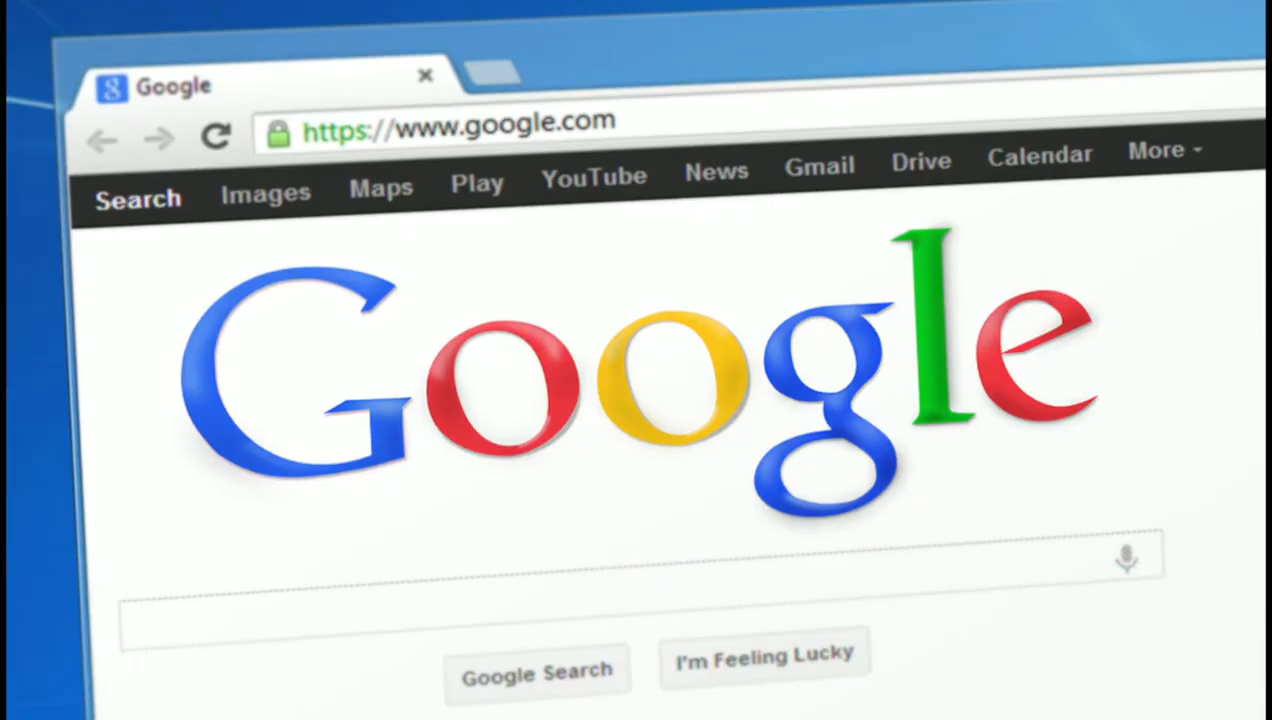 Google
https://www.google.com
Search Images Maps Play YouTube News Gmail Drive Calendar More
Google
Google Search I'm Feeling Lucky